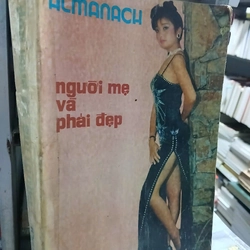 ALMANACH
người mẹ
và
phái đẹp